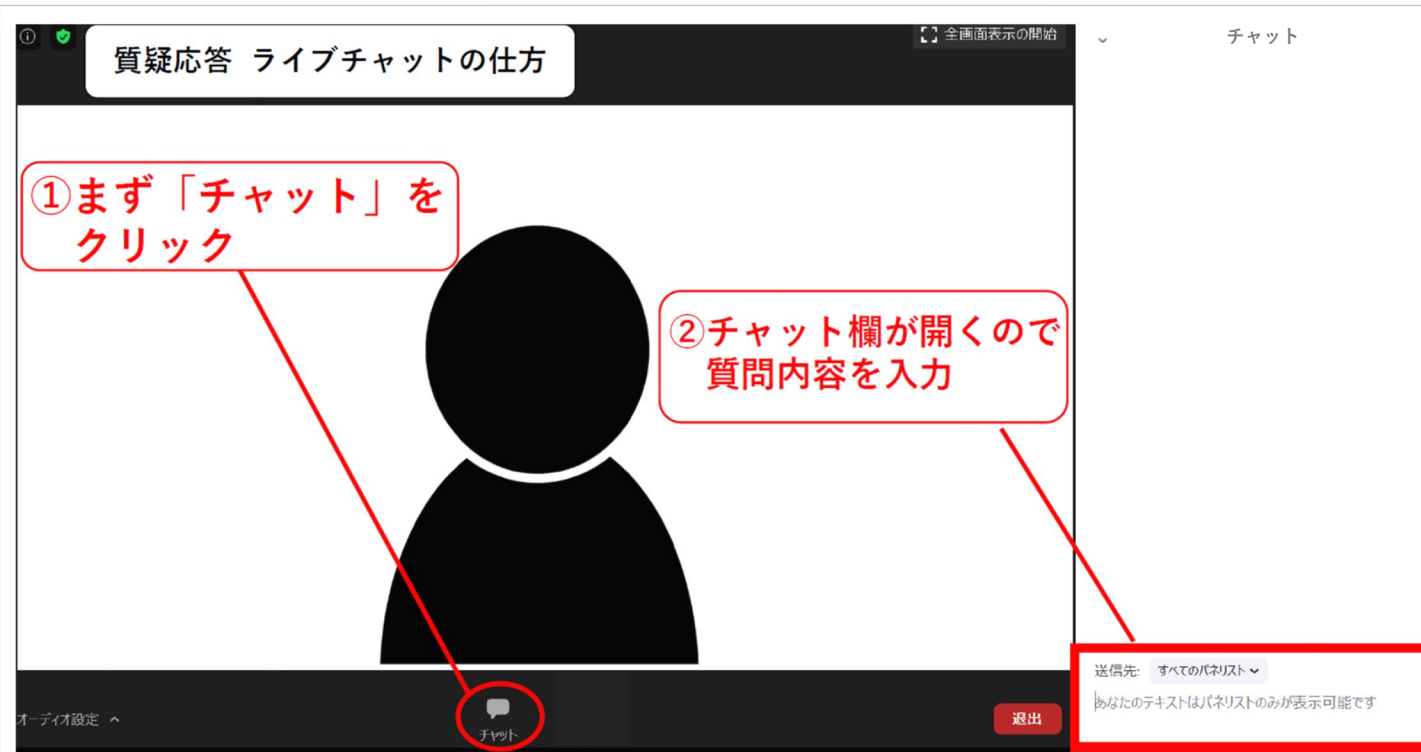 質疑応答 ライブチャットの仕方
全画面表示の開始
チャット
①まず「チャット」を
クリック
②チャット欄が開くので
質問内容を入力
送信先: すべてのパネリスト
あなたのテキストはパネリストのみが表示可能です
オーディオ設定
チャット
退出